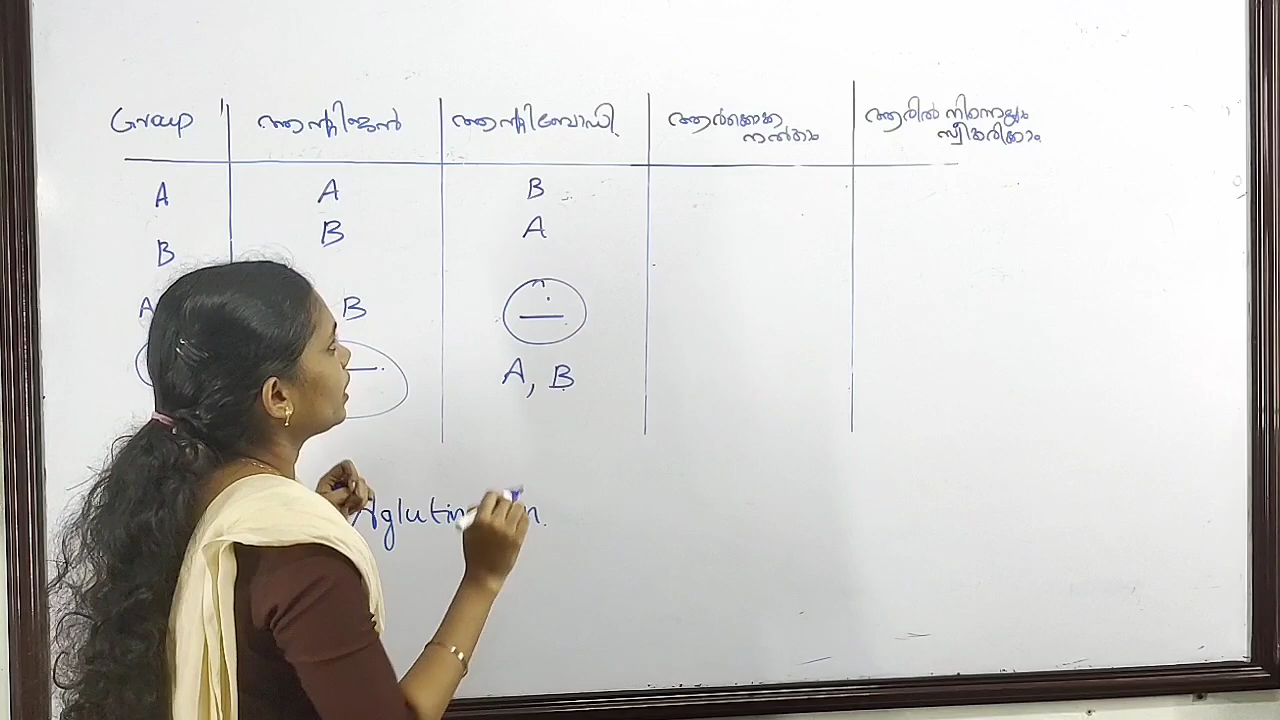 Group ആന്റിജൻ ആന്റിബോഡി ആർക്കൊക്കെ നൽകാം ആരിൽ നിന്നെല്ലാം സ്വീകരിക്കാം
A A B
B B A
A B —
— A, B